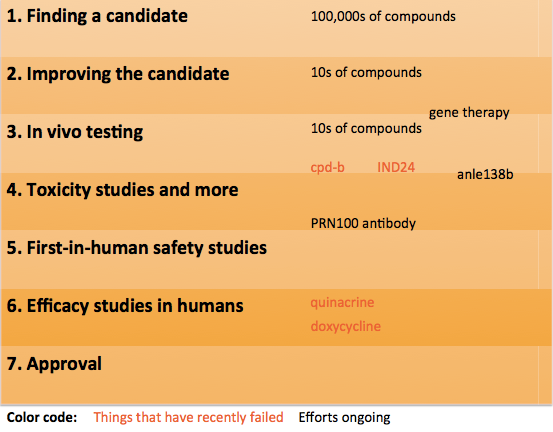 1. Finding a candidate 100,000s of compounds
2. Improving the candidate 10s of compounds
gene therapy
3. In vivo testing 10s of compounds
cpd-b IND24 anle138b
4. Toxicity studies and more
PRN100 antibody
5. First-in-human safety studies
6. Efficacy studies in humans quinacrine
doxycycline
7. Approval
Color code: Things that have recently failed Efforts ongoing